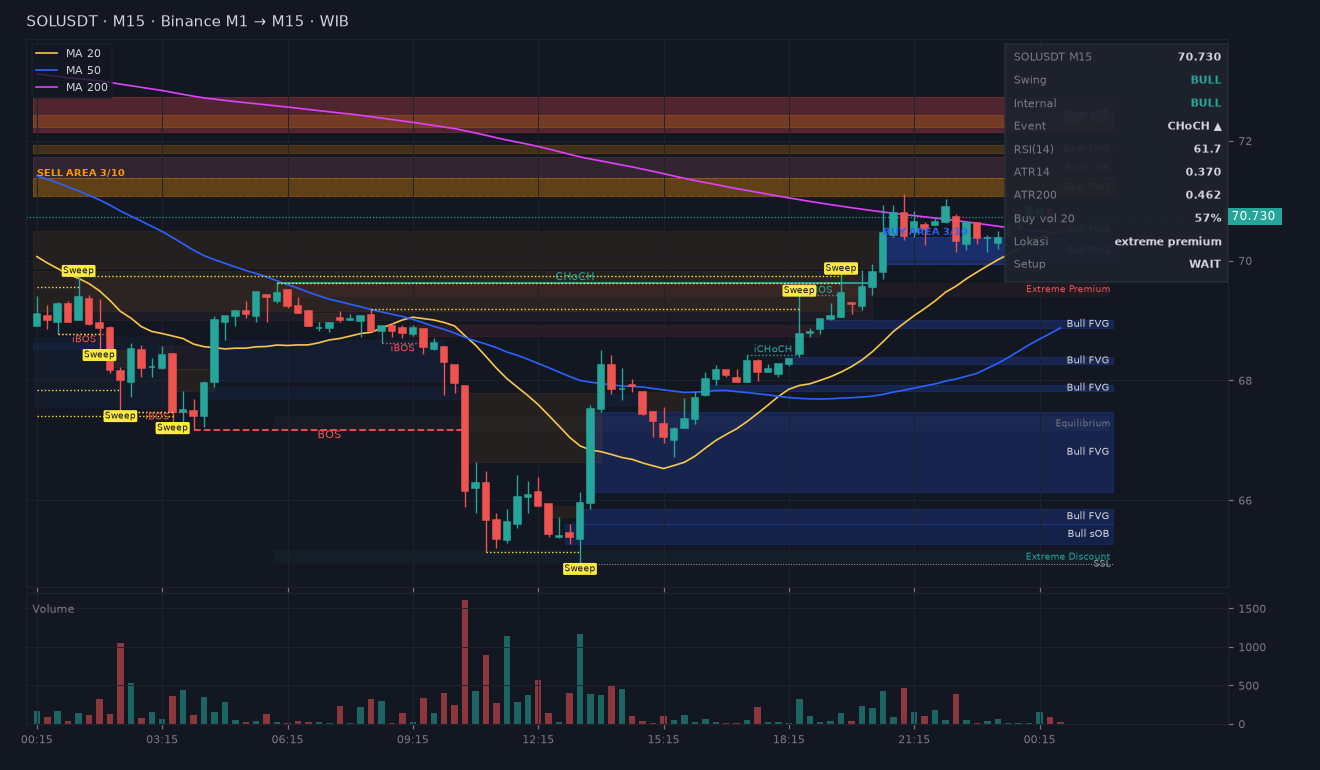 SOLUSDT · M15 · Binance M1 → M15 · WIB
MA 20
MA 50
MA 200
SOLUSDT M15 70.730
Swing BULL
Internal BULL
Event CHoCH ▲
RSI(14) 61.7
ATR14 0.370
ATR200 0.462
Buy vol 20 57%
Lokasi extreme premium
Setup WAIT
72
SELL AREA 3/10
70.730
BUY AREA 3/10
70
Sweep
CHoCH
Sweep
Sweep
Extreme Premium
Bull FVG
iBOS
iBOS
iCHoCH
Sweep
Bull FVG
68
Bull FVG
Sweep
Sweep
BOS
Equilibrium
Bull FVG
66
Bull FVG
Bull sOB
Extreme Discount
SSL
Sweep
Volume
1500
1000
500
0
00:15 03:15 06:15 09:15 12:15 15:15 18:15 21:15 00:15